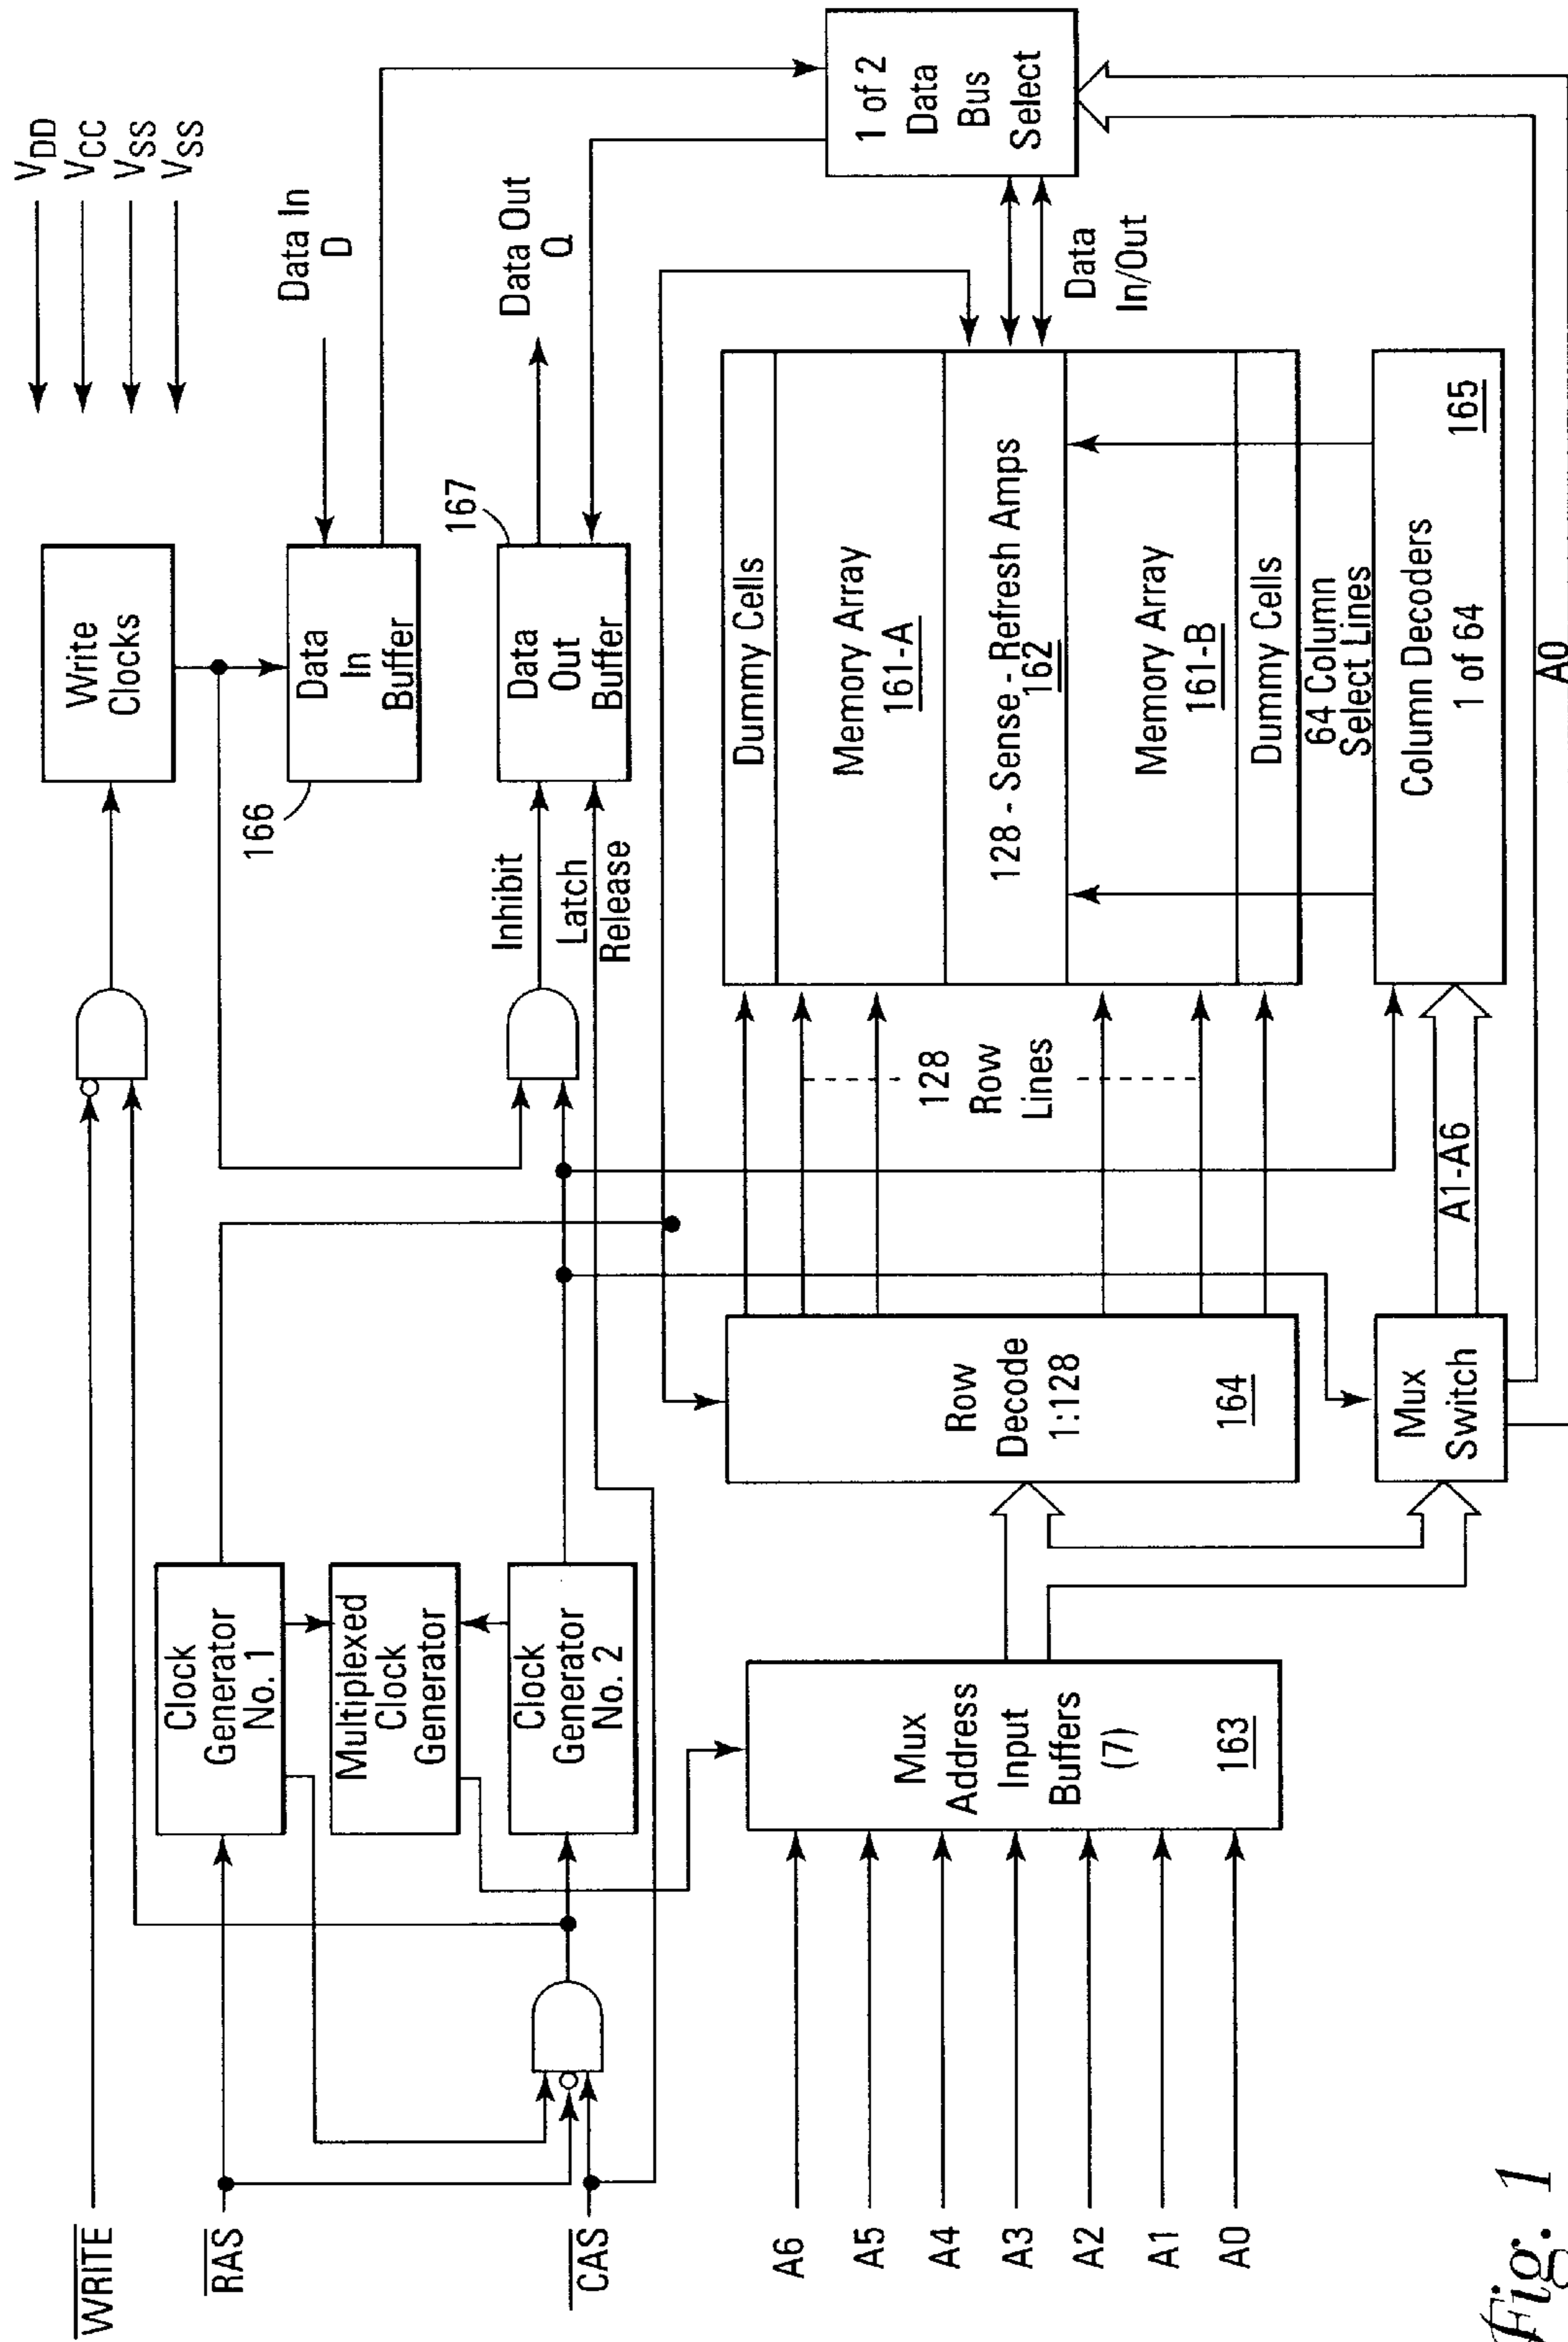 WRITE
RAS
CAS
A6
A5
A4
A3
A2
A1
A0
Clock
Generator
No. 1
Multiplexed
Clock
Generator
Clock
Generator
No. 2
Mux
Address
Input
Buffers
(7)
163
Row
Decode
1:128
164
Mux
Switch
A1-A6
A0
128
Row
Lines
Inhibit
Latch
Release
Write
Clocks
166
Data
In
Buffer
167
Data
Out
Buffer
VDD
VCC
VSS
VSS
Data In
D
Data Out
Q
Dummy Cells
Memory Array
161-A
128 - Sense - Refresh Amps
162
Memory Array
161-B
Dummy Cells
64 Column
Select Lines
Column Decoders
1 of 64
165
Data
In/Out
1 of 2
Data
Bus
Select
Fig. 1